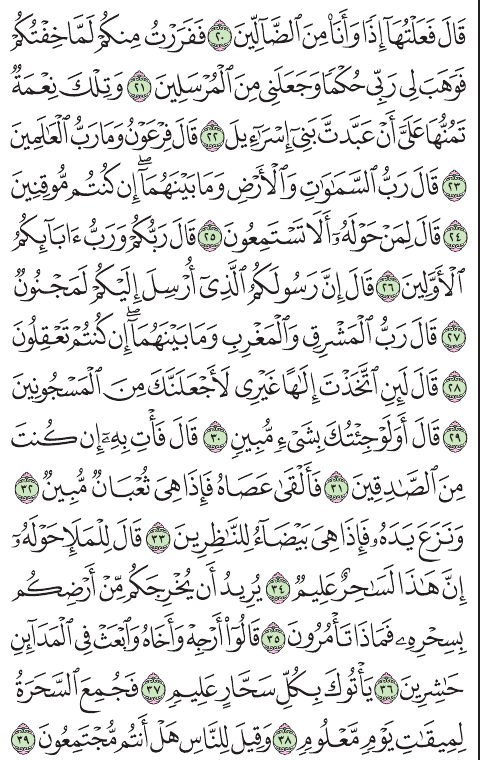 قَالَ فَعَلْتُهَآ إِذًا وَأَنَا۠ مِنَ ٱلضَّآلِّينَ ٢٠ فَفَرَرْتُ مِنكُمْ لَمَّا خِفْتُكُمْ
فَوَهَبَ لِى رَبِّى حُكْمًا وَجَعَلَنِى مِنَ ٱلْمُرْسَلِينَ ٢١ وَتِلْكَ نِعْمَةٌ
تَمُنُّهَا عَلَىَّ أَنْ عَبَّدتَّ بَنِىٓ إِسْرَٰٓءِيلَ ٢٢ قَالَ فِرْعَوْنُ وَمَا رَبُّ ٱلْعَٰلَمِينَ
٢٣ قَالَ رَبُّ ٱلسَّمَٰوَٰتِ وَٱلْأَرْضِ وَمَا بَيْنَهُمَآ ۖ إِن كُنتُم مُّوقِنِينَ
٢٤ قَالَ لِمَنْ حَوْلَهُۥٓ أَلَا تَسْتَمِعُونَ ٢٥ قَالَ رَبُّكُمْ وَرَبُّ ءَابَآئِكُمُ
ٱلْأَوَّلِينَ ٢٦ قَالَ إِنَّ رَسُولَكُمُ ٱلَّذِىٓ أُرْسِلَ إِلَيْكُمْ لَمَجْنُونٌ
٢٧ قَالَ رَبُّ ٱلْمَشْرِقِ وَٱلْمَغْرِبِ وَمَا بَيْنَهُمَآ ۖ إِن كُنتُمْ تَعْقِلُونَ
٢٨ قَالَ لَئِنِ ٱتَّخَذْتَ إِلَٰهًا غَيْرِى لَأَجْعَلَنَّكَ مِنَ ٱلْمَسْجُونِينَ
٢٩ قَالَ أَوَلَوْ جِئْتُكَ بِشَىْءٍ مُّبِينٍ ٣٠ قَالَ فَأْتِ بِهِۦٓ إِن كُنتَ
مِنَ ٱلصَّٰدِقِينَ ٣١ فَأَلْقَىٰ عَصَاهُ فَإِذَا هِىَ ثُعْبَانٌ مُّبِينٌ ٣٢
وَنَزَعَ يَدَهُۥ فَإِذَا هِىَ بَيْضَآءُ لِلنَّٰظِرِينَ ٣٣ قَالَ لِلْمَلَإِ حَوْلَهُۥٓ
إِنَّ هَٰذَا لَسَٰحِرٌ عَلِيمٌ ٣٤ يُرِيدُ أَن يُخْرِجَكُم مِّنْ أَرْضِكُم
بِسِحْرِهِۦ فَمَاذَا تَأْمُرُونَ ٣٥ قَالُوٓا۟ أَرْجِهْ وَأَخَاهُ وَٱبْعَثْ فِى ٱلْمَدَآئِنِ
حَٰشِرِينَ ٣٦ يَأْتُوكَ بِكُلِّ سَحَّارٍ عَلِيمٍ ٣٧ فَجُمِعَ ٱلسَّحَرَةُ
لِمِيقَٰتِ يَوْمٍ مَّعْلُومٍ ٣٨ وَقِيلَ لِلنَّاسِ هَلْ أَنتُم مُّجْتَمِعُونَ ٣٩